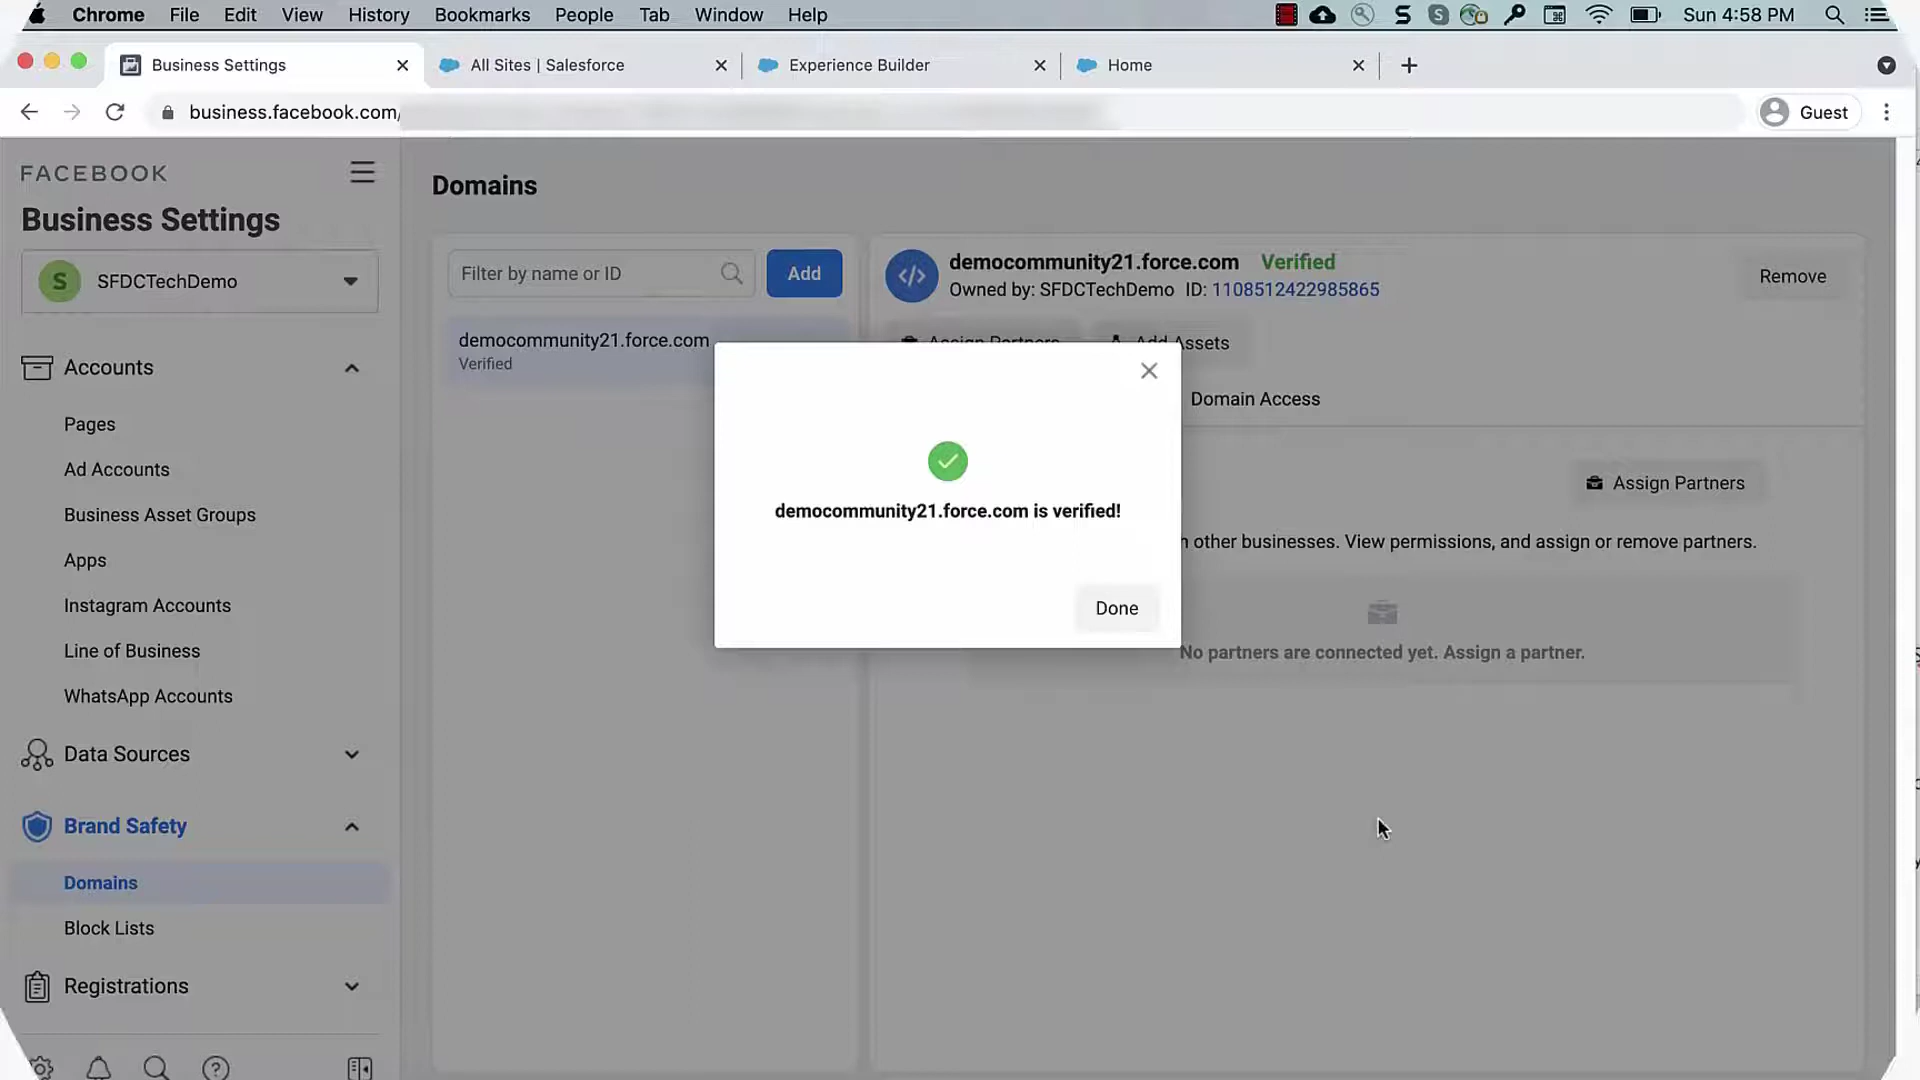 Chrome File Edit View History Bookmarks People Tab Window Help
Sun 4:58 PM
Business Settings
All Sites | Salesforce
Experience Builder
Home
business.facebook.com/
Guest
FACEBOOK
Business Settings
S SFDCTechDemo
Accounts
Pages
Ad Accounts
Business Asset Groups
Apps
Instagram Accounts
Line of Business
WhatsApp Accounts
Data Sources
Brand Safety
Domains
Block Lists
Registrations
Domains
Filter by name or ID
Add
democommunity21.force.com
Verified
democommunity21.force.com Verified
Owned by: SFDCTechDemo ID: 1108512422985865
Remove
Assign Partners
Add Assets
Domain Access
Assign Partners
other businesses. View permissions, and assign or remove partners.
No partners are connected yet. Assign a partner.
democommunity21.force.com is verified!
Done